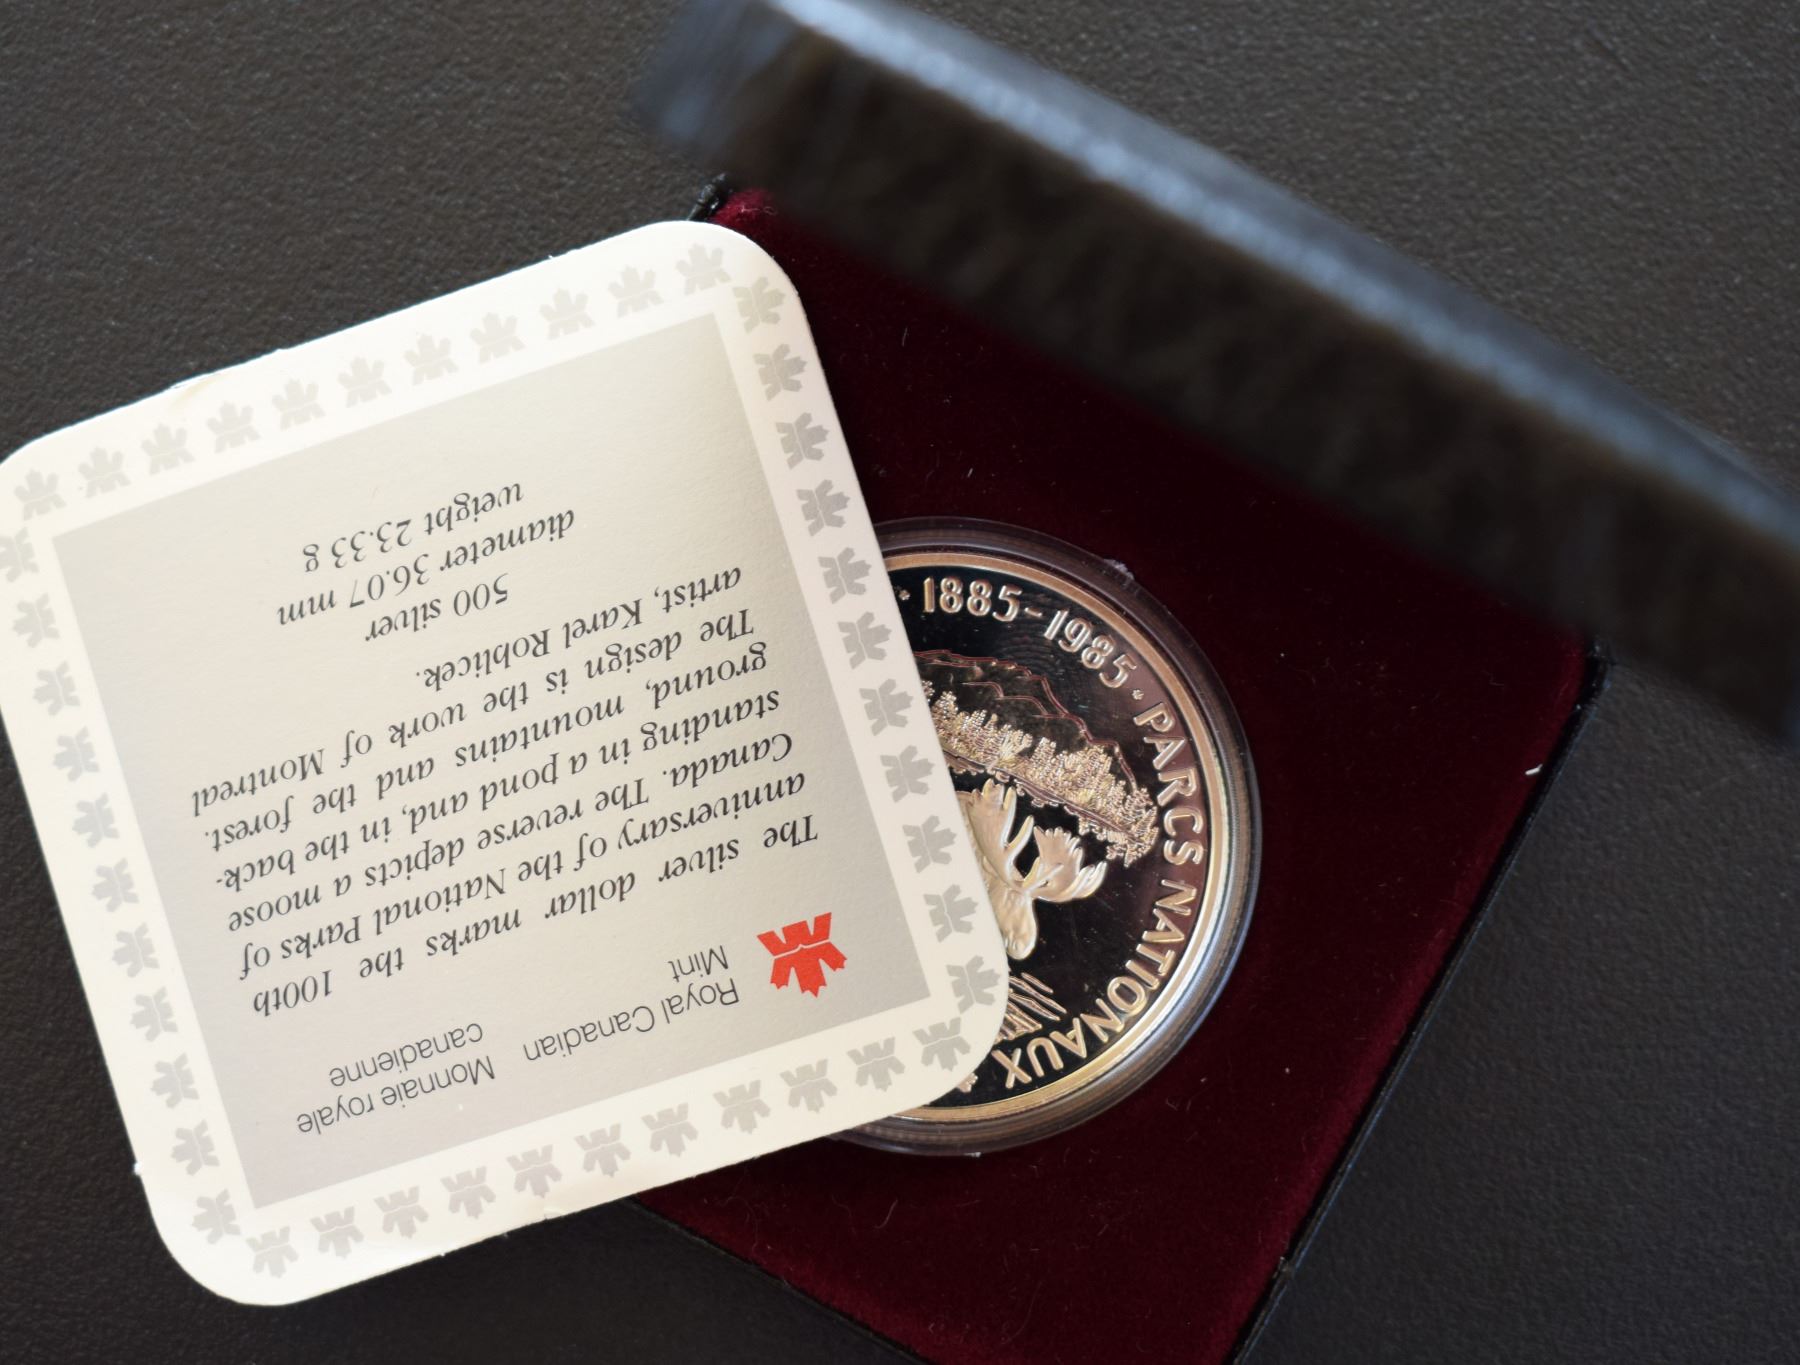 Royal Canadian Mint
Monnaie royale canadienne
The silver dollar marks the 100th
anniversary of the National Parks of
Canada. The reverse depicts a moose
standing in a pond and, in the back-
ground, mountains and the forest.
The design is the work of Montreal
artist, Karel Rohlicek.
500 silver
diameter 36.07 mm
weight 23.33 g
1885-1985 · PARCS NATIONAUX